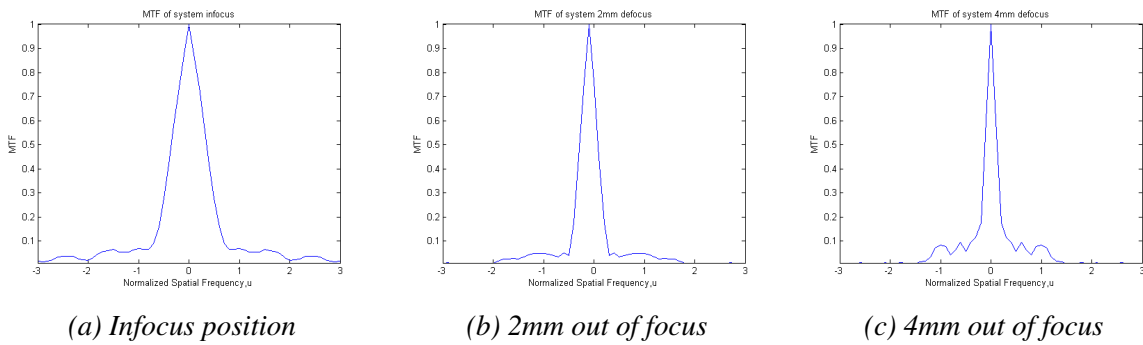 MTF of system infocus
1
0.9
0.8
0.7
0.6
0.5
0.4
0.3
0.2
0.1
MTF
-3 -2 -1 0 1 2 3
Normalized Spatial Frequency,u
(a) Infocus position
MTF of system 2mm defocus
1
0.9
0.8
0.7
0.6
0.5
0.4
0.3
0.2
0.1
MTF
-3 -2 -1 0 1 2 3
Normalized Spatial Frequency,u
(b) 2mm out of focus
MTF of system 4mm defocus
1
0.9
0.8
0.7
0.6
0.5
0.4
0.3
0.2
0.1
MTF
-3 -2 -1 0 1 2 3
Normalized Spatial Frequency,u
(c) 4mm out of focus